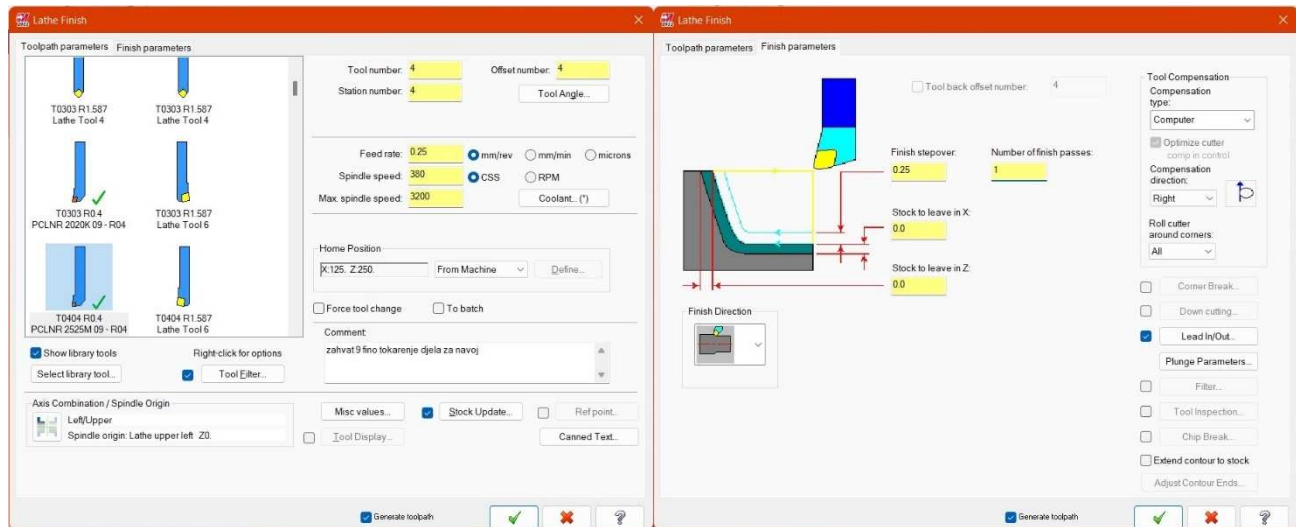 Lathe Finish
Toolpath parameters Finish parameters
T0303 R1.587
Lathe Tool 4
T0303 R1.587
Lathe Tool 4
T0303 R0.4
PCLNR 2020K 09 - R04
T0303 R1.587
Lathe Tool 6
T0404 R0.4
PCLNR 2525M 09 - R04
T0404 R1.587
Lathe Tool 6
Show library tools
Right-click for options
Select library tool...
Tool Filter...
Axis Combination / Spindle Origin
Left/Upper
Spindle origin: Lathe upper left Z0.
Tool number: 4
Offset number: 4
Station number: 4
Tool Angle...
Feed rate: 0.25
mm/rev mm/min microns
Spindle speed: 380
CSS RPM
Max. spindle speed: 3200
Coolant... (*)
Home Position
X:125. Z:250.
From Machine
Define...
Force tool change
To batch
Comment:
zahvat 9 fino tokarenje djela za navoj
Misc values...
Stock Update...
Ref point...
Tool Display...
Canned Text...
Generate toolpath
Lathe Finish
Toolpath parameters Finish parameters
Tool back offset number: 4
Finish stepover:
0.25
Number of finish passes:
1
Stock to leave in X:
0.0
Stock to leave in Z:
0.0
Finish Direction
Tool Compensation
Compensation
type:
Computer
Optimize cutter
comp in control
Compensation
direction:
Right
Roll cutter
around corners:
All
Corner Break...
Down cutting...
Lead In/Out...
Plunge Parameters...
Filter...
Tool Inspection...
Chip Break...
Extend contour to stock
Adjust Contour Ends...
Generate toolpath